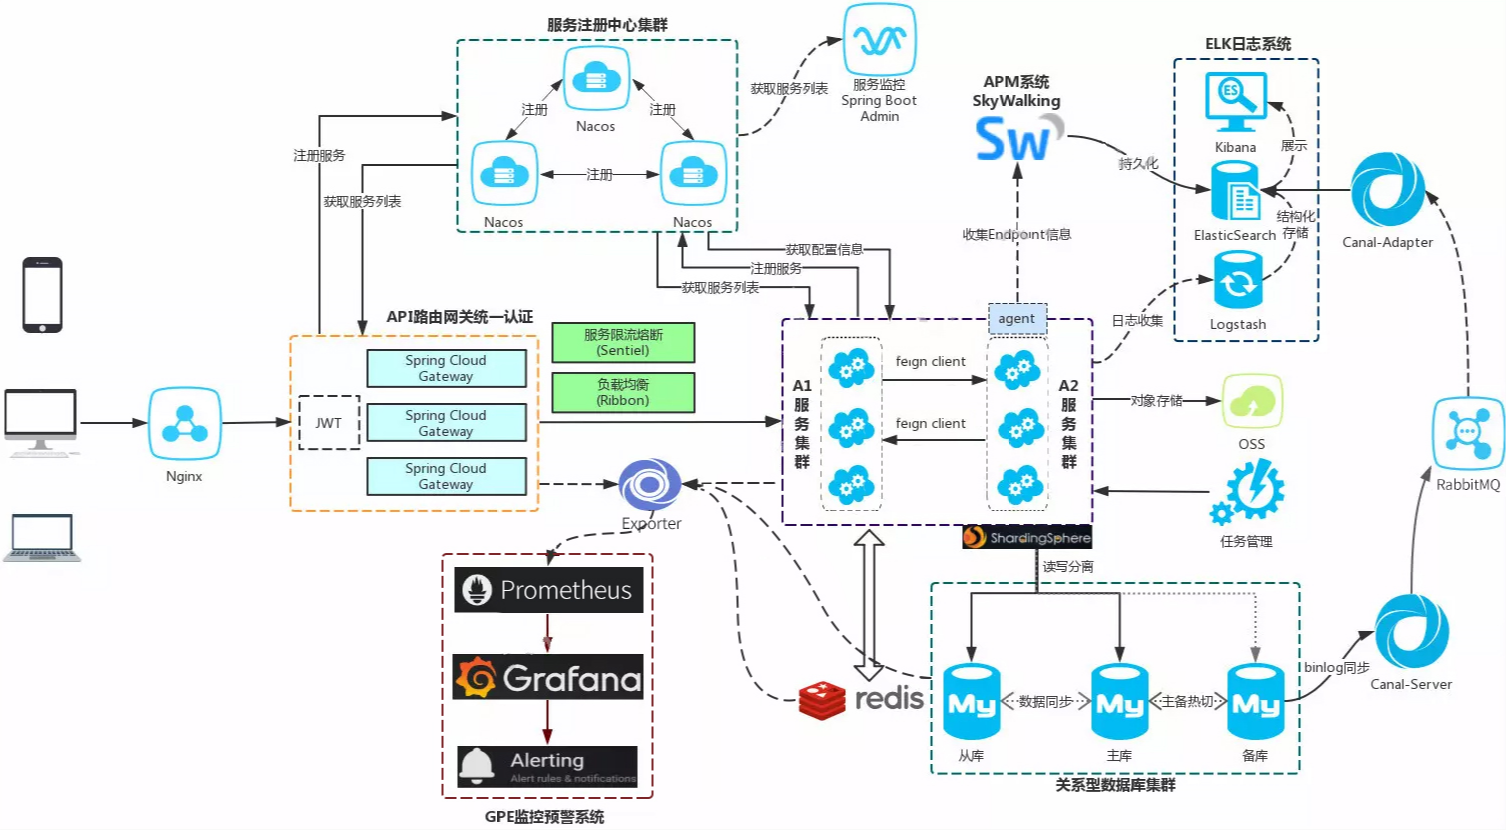 服务注册中心集群
注册
注册
Nacos
注册
Nacos
Nacos
获取服务列表
服务监控
Spring Boot
Admin
APM系统
SkyWalking
Sw
持久化
收集Endpoint信息
ELK日志系统
ES
Kibana
展示
ElasticSearch
结构化
存储
Logstash
日志收集
Canal-Adapter
注册服务
获取服务列表
获取配置信息
注册服务
获取服务列表
API路由网关统一认证
Spring Cloud
Gateway
JWT
Spring Cloud
Gateway
Spring Cloud
Gateway
服务限流熔断
(Sentiel)
负载均衡
(Ribbon)
Nginx
agent
A1
服
务
集
群
feign client
feign client
A2
服
务
集
群
对象存储
OSS
任务管理
RabbitMQ
Exporter
ShardingSphere
读写分离
Prometheus
Grafana
Alerting
Alert rules & notifications
GPE监控预警系统
redis
My
数据同步
My
主备热切
My
从库
主库
备库
关系型数据库集群
binlog同步
Canal-Server